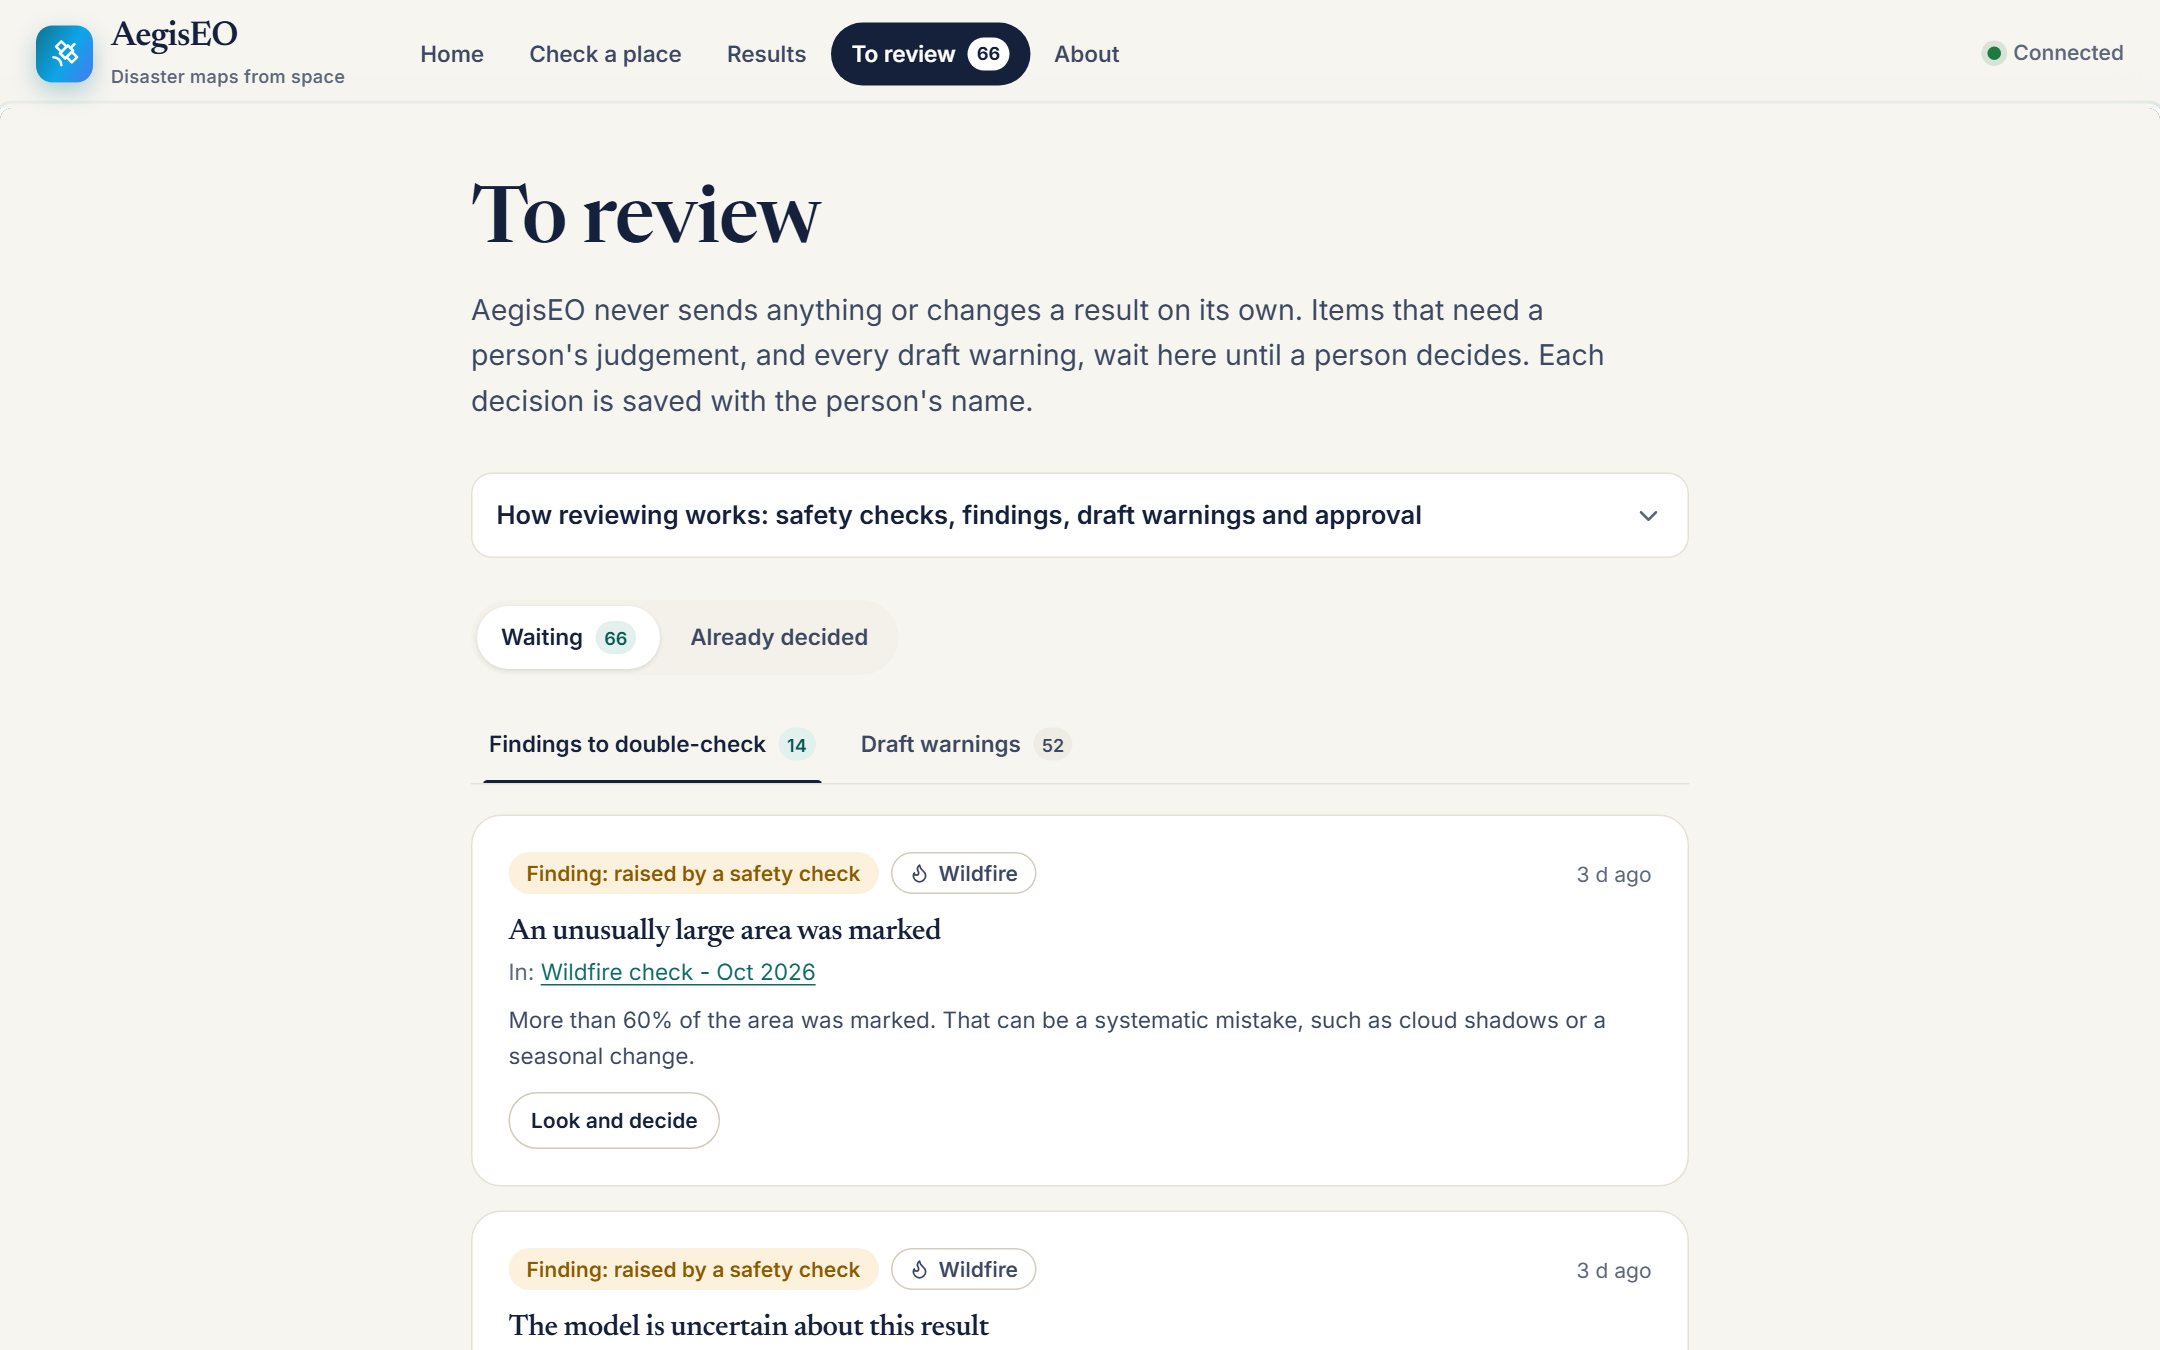 AegisEO
Disaster maps from space
Home
Check a place
Results
To review 66
About
Connected
To review
AegisEO never sends anything or changes a result on its own. Items that need a
person's judgement, and every draft warning, wait here until a person decides. Each
decision is saved with the person's name.
How reviewing works: safety checks, findings, draft warnings and approval
Waiting 66
Already decided
Findings to double-check 14
Draft warnings 52
Finding: raised by a safety check
Wildfire
3 d ago
An unusually large area was marked
In: Wildfire check - Oct 2026
More than 60% of the area was marked. That can be a systematic mistake, such as cloud shadows or a
seasonal change.
Look and decide
Finding: raised by a safety check
Wildfire
3 d ago
The model is uncertain about this result